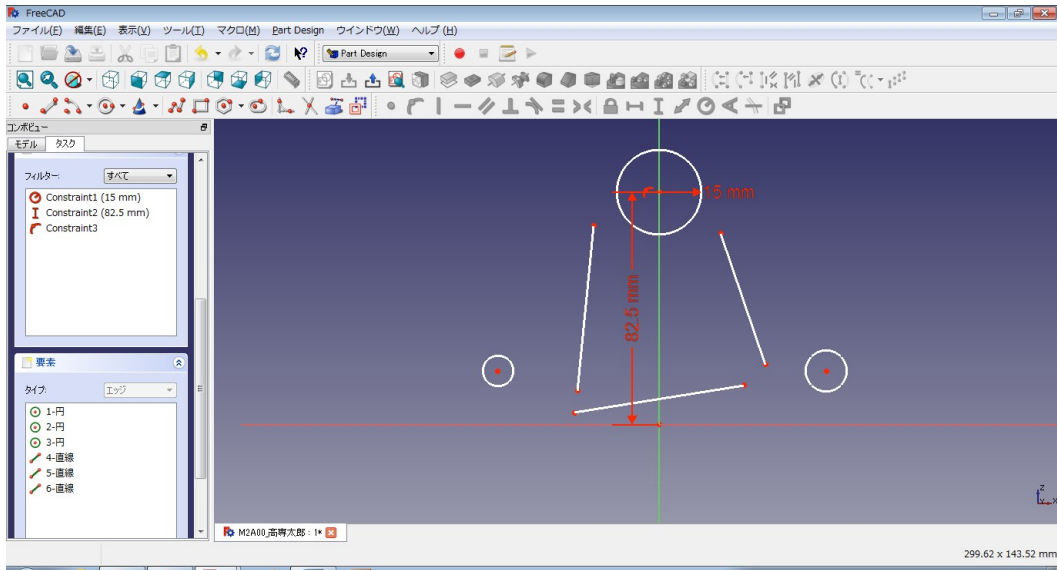 FreeCAD
ファイル(F) 編集(E) 表示(V) ツール(T) マクロ(M) Part Design ウインドウ(W) ヘルプ(H)
Part Design
コンボビュー
モデル タスク
フィルター: すべて
Constraint1 (15 mm)
Constraint2 (82.5 mm)
Constraint3
要素
タイプ: エッジ
1-円
2-円
3-円
4-直線
5-直線
6-直線
15 mm
82.5 mm
z
Y x
M2A00_高専太郎 : 1*
299.62 x 143.52 mm